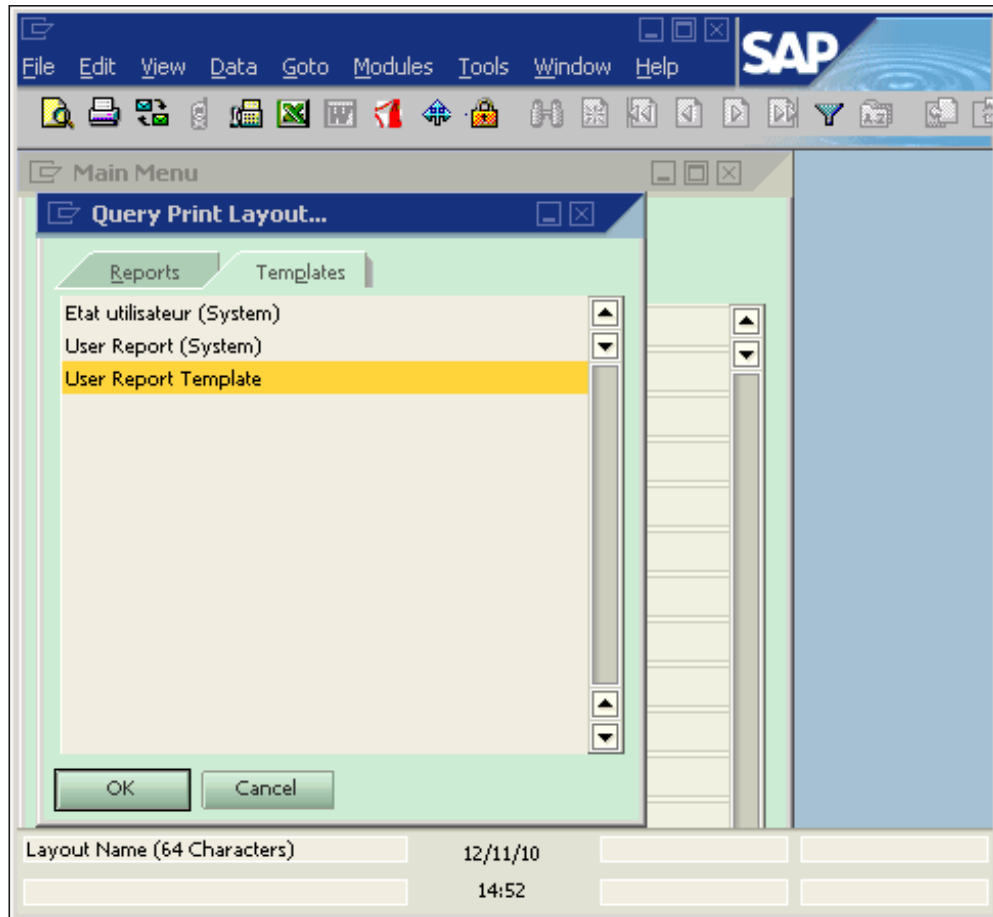 SAP
File Edit View Data Goto Modules Tools Window Help
Main Menu
Query Print Layout...
Reports Templates
Etat utilisateur (System)
User Report (System)
User Report Template
OK Cancel
Layout Name (64 Characters) 12/11/10
14:52